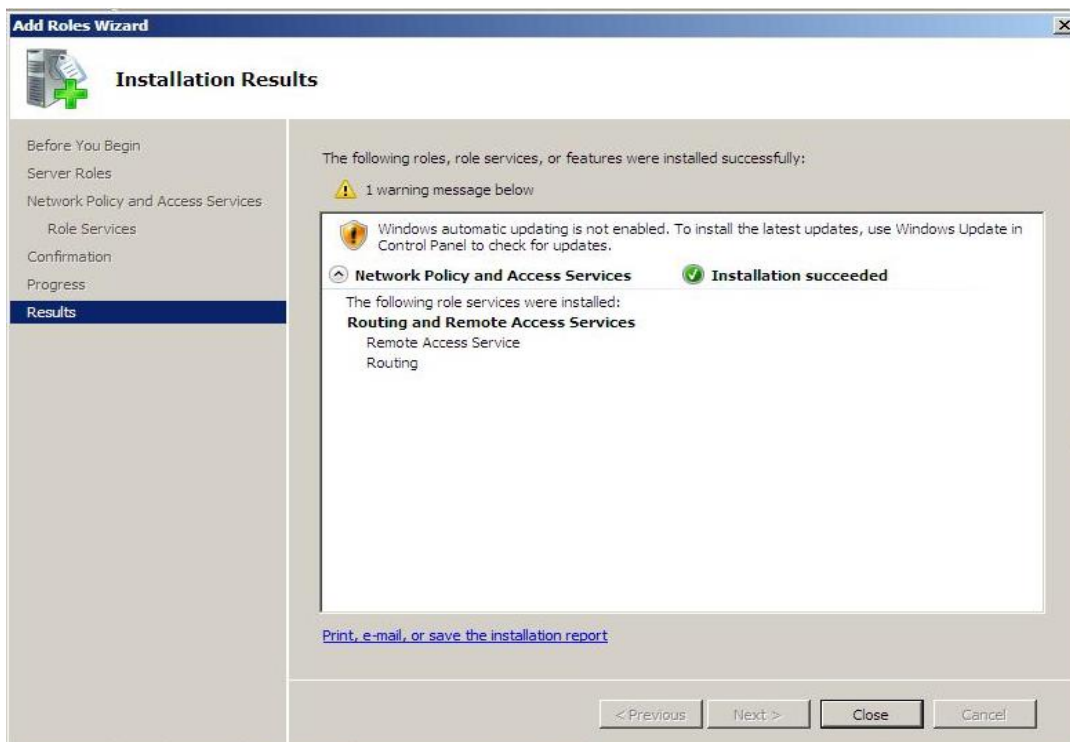 Add Roles Wizard
Installation Results
Before You Begin
Server Roles
Network Policy and Access Services
Role Services
Confirmation
Progress
Results
The following roles, role services, or features were installed successfully:
1 warning message below
Windows automatic updating is not enabled. To install the latest updates, use Windows Update in
Control Panel to check for updates.
Network Policy and Access Services Installation succeeded
The following role services were installed:
Routing and Remote Access Services
Remote Access Service
Routing
Print, e-mail, or save the installation report
< Previous Next > Close Cancel